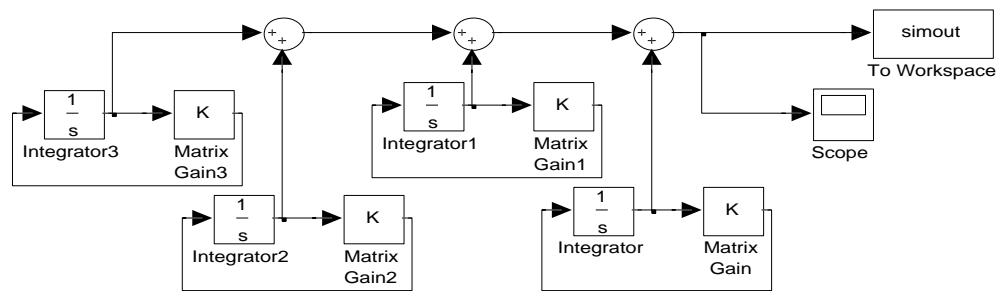 +
+
+
+
+
+
simout
To Workspace
1
s
Integrator3
K
Matrix
Gain3
1
s
Integrator1
K
Matrix
Gain1
Scope
1
s
Integrator2
K
Matrix
Gain2
1
s
Integrator
K
Matrix
Gain